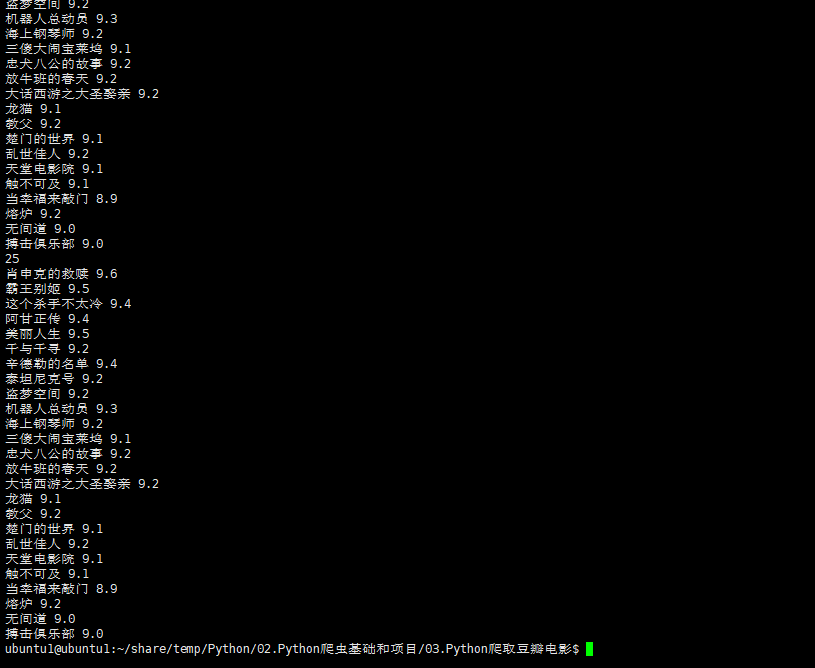 盗梦空间 9.2
机器人总动员 9.3
海上钢琴师 9.2
三傻大闹宝莱坞 9.1
忠犬八公的故事 9.2
放牛班的春天 9.2
大话西游之大圣娶亲 9.2
龙猫 9.1
教父 9.2
楚门的世界 9.1
乱世佳人 9.2
天堂电影院 9.1
触不可及 9.1
当幸福来敲门 8.9
熔炉 9.2
无间道 9.0
搏击俱乐部 9.0
25
肖申克的救赎 9.6
霸王别姬 9.5
这个杀手不太冷 9.4
阿甘正传 9.4
美丽人生 9.5
千与千寻 9.2
辛德勒的名单 9.4
泰坦尼克号 9.2
盗梦空间 9.2
机器人总动员 9.3
海上钢琴师 9.2
三傻大闹宝莱坞 9.1
忠犬八公的故事 9.2
放牛班的春天 9.2
大话西游之大圣娶亲 9.2
龙猫 9.1
教父 9.2
楚门的世界 9.1
乱世佳人 9.2
天堂电影院 9.1
触不可及 9.1
当幸福来敲门 8.9
熔炉 9.2
无间道 9.0
搏击俱乐部 9.0
ubuntu1@ubuntu1:~/share/temp/Python/02.Python爬虫基础和项目/03.Python爬取豆瓣电影$